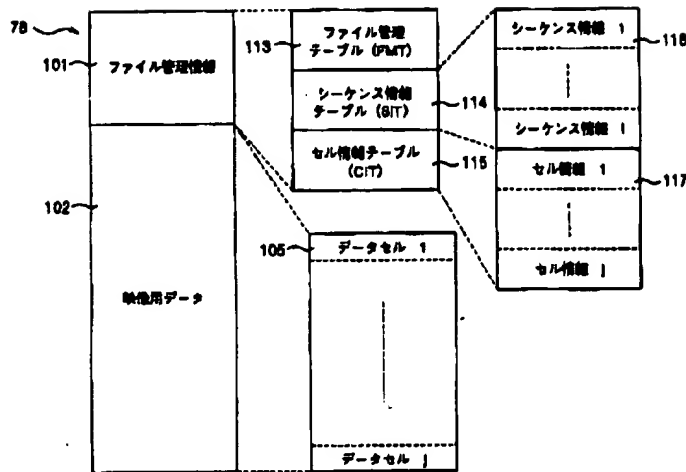 78
101
ファイル管理情報
102
映像用データ
113
ファイル管理
テーブル (FMT)
シーケンス情報
テーブル (SIT)
114
セル情報テーブル
(CIT)
115
105
データセル 1
データセル j
シーケンス情報 1
116
シーケンス情報 i
セル情報 1
117
セル情報 j